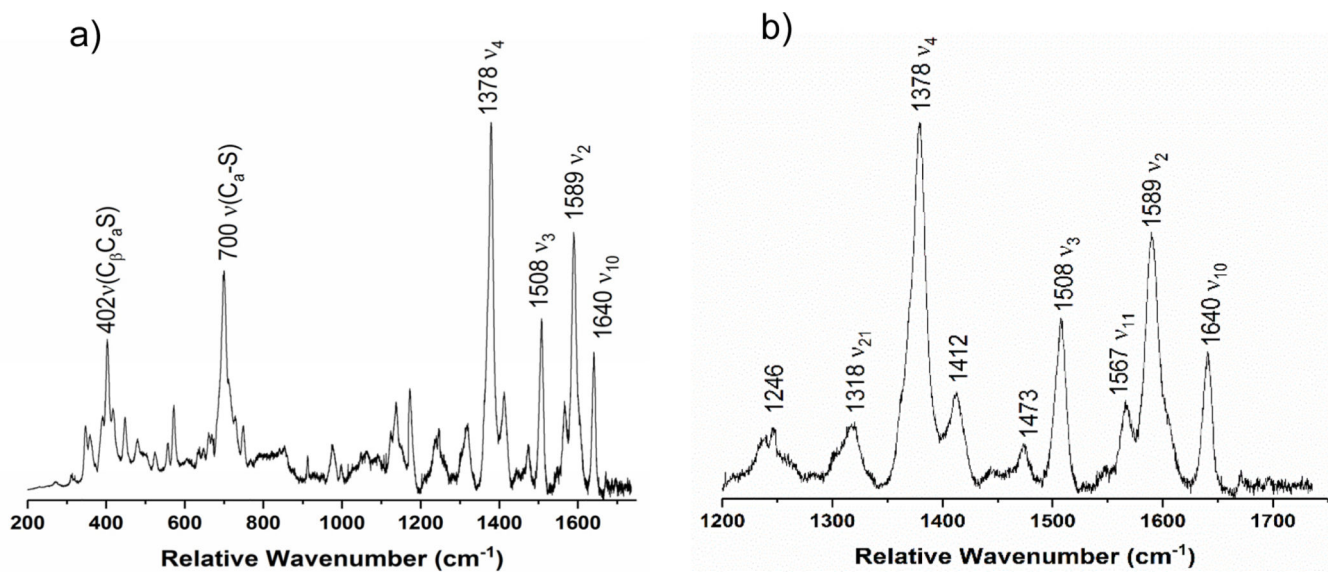 a)
402ν(CβCaS)
700 ν(Ca-S)
1378 ν4
1508 ν3
1589 ν2
1640 ν10
200 400 600 800 1000 1200 1400 1600
Relative Wavenumber (cm-1)
b)
1246
1318 ν21
1378 ν4
1412
1473
1508 ν3
1567 ν11
1589 ν2
1640 ν10
1200 1300 1400 1500 1600 1700
Relative Wavenumber (cm-1)